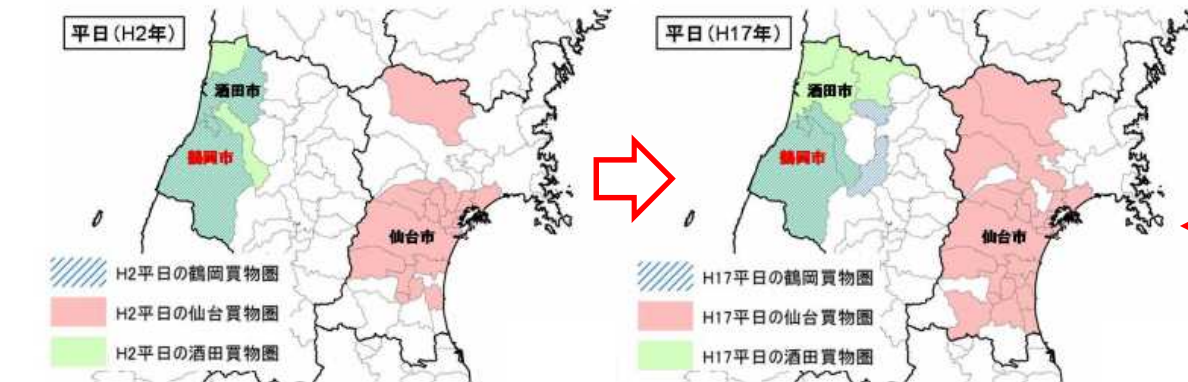 平日(H2年)
酒田市
鶴岡市
仙台市
H2平日の鶴岡買物圏
H2平日の仙台買物圏
H2平日の酒田買物圏
平日(H17年)
酒田市
鶴岡市
仙台市
H17平日の鶴岡買物圏
H17平日の仙台買物圏
H17平日の酒田買物圏